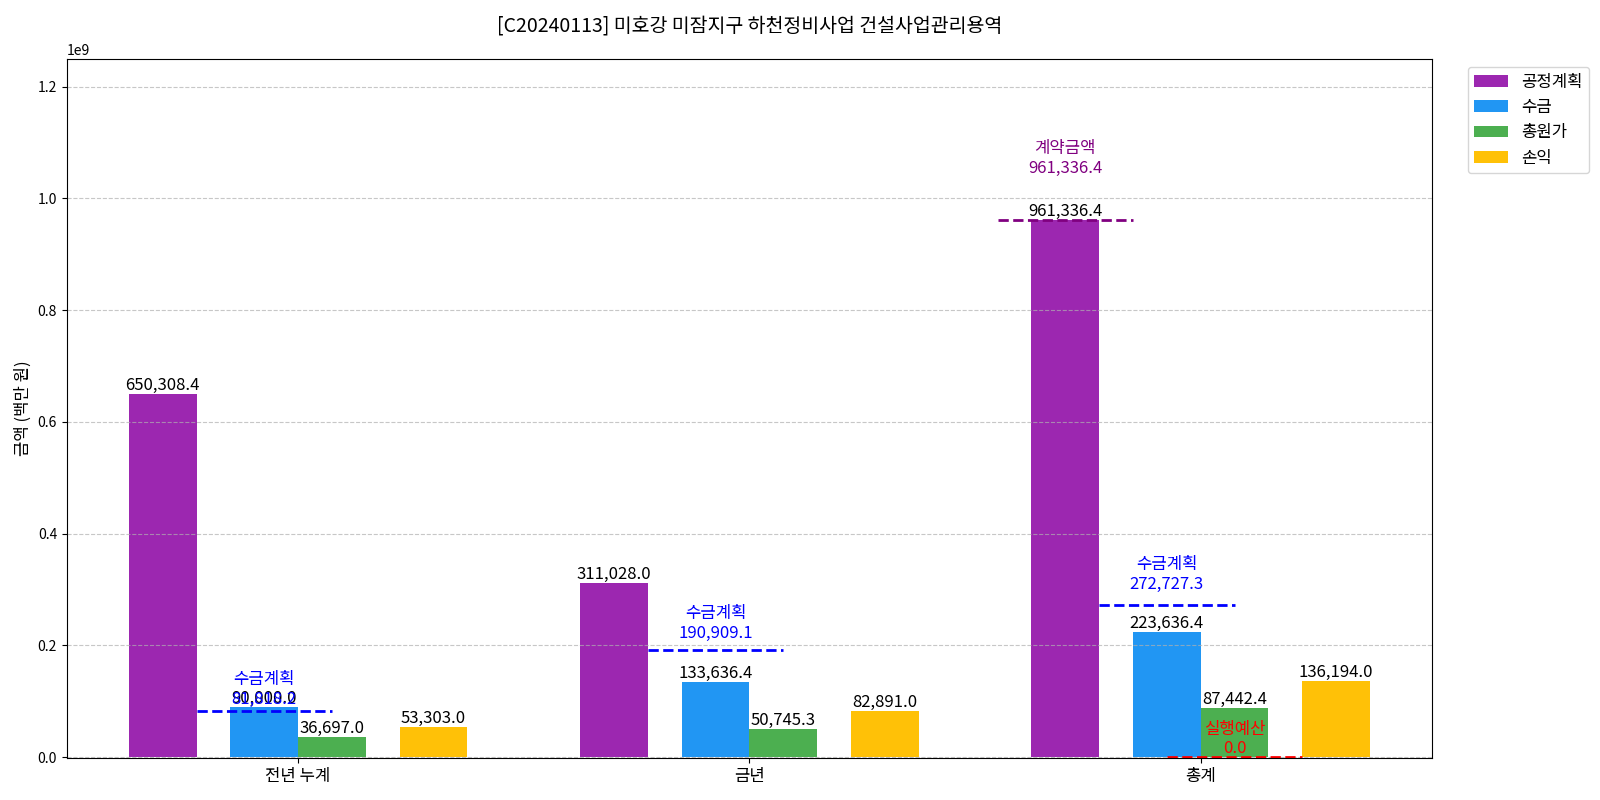 [C20240113] 미호강 미잠지구 하천정비사업 건설사업관리용역
1e9
1.2
1.0
0.8
0.6
0.4
0.2
0.0
금액 (백만 원)
650,308.4
수금계획
36,697.0
53,303.0
311,028.0
수금계획
190,909.1
133,636.4
50,745.3
82,891.0
계약금액
961,336.4
961,336.4
수금계획
272,727.3
223,636.4
87,442.4
실행예산
0.0
136,194.0
전년 누계
금년
총계
공정계획
수금
총원가
손익